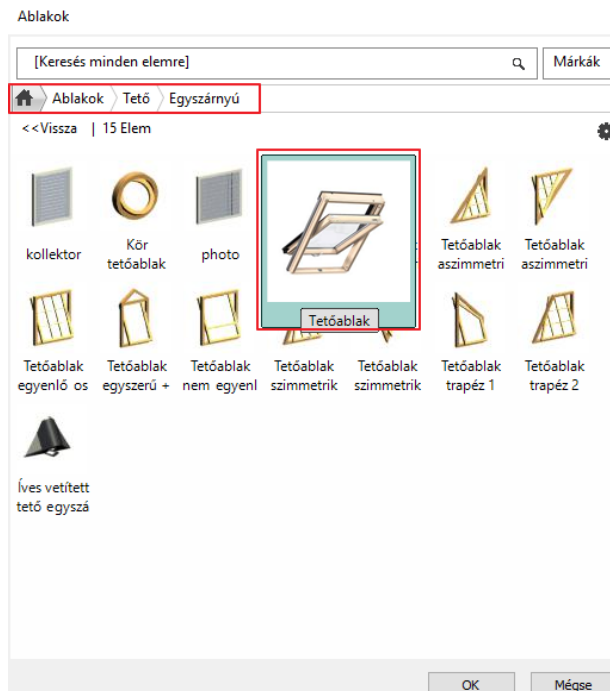 Ablakok
[Keresés minden elemre]
Márkák
Ablakok Tető Egyszárnyú
<<Vissza | 15 Elem
kollektor
Kör
tetőablak
photo
Tetőablak
aszimmetri
Tetőablak
aszimmetri
Tetőablak
Tetőablak
egyenlő os
Tetőablak
egyszerű +
Tetőablak
nem egyenl
Tetőablak
szimmetrik
Tetőablak
szimmetrik
Tetőablak
trapéz 1
Tetőablak
trapéz 2
Íves vetített
tető egyszá
OK
Mégse